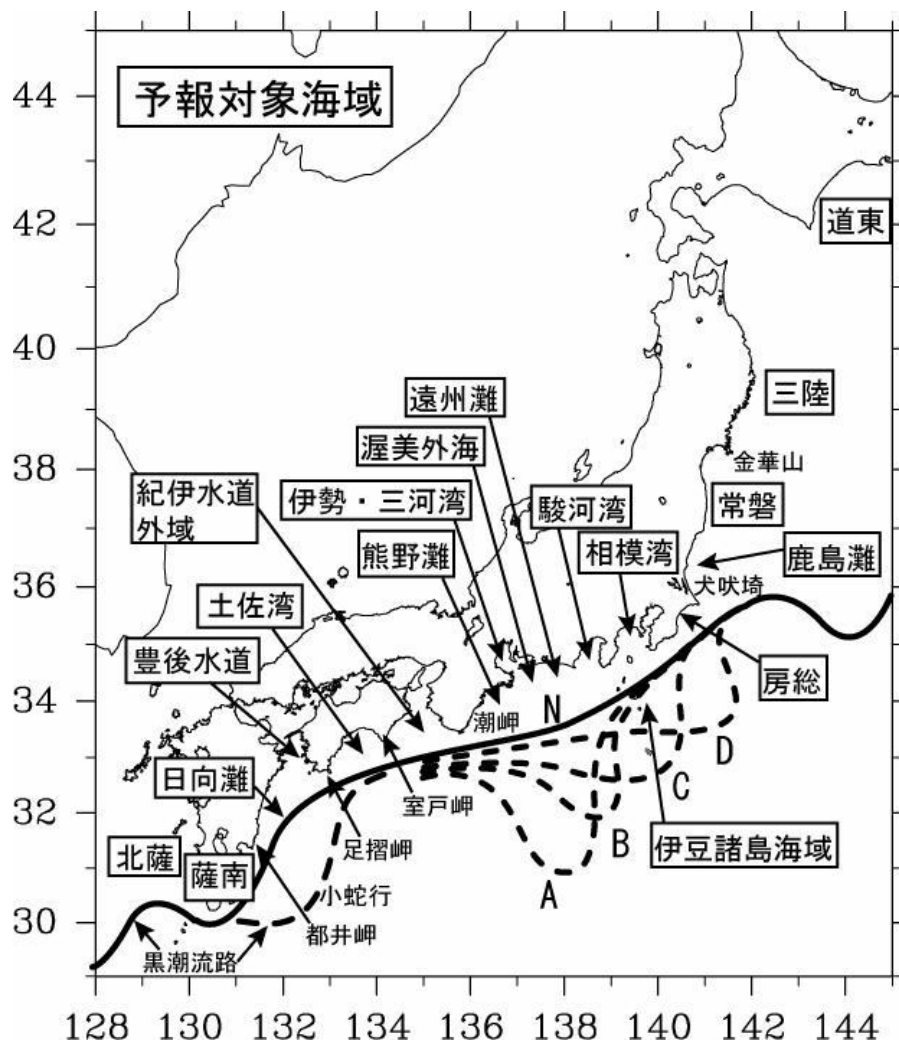 予報対象海域
44
42
40
38
36
35
34
32
30
道東
三陸
金華山
遠州灘
渥美外海
伊勢・三河湾
紀伊水道
外域
熊野灘
駿河湾
常磐
相模湾
鹿島灘
犬吠埼
土佐湾
豊後水道
房総
潮岬
N
D
日向灘
室戸岬
C
足摺岬
B
伊豆諸島海域
北薩
薩南
A
小蛇行
都井岬
黒潮流路
128 130 132 134 136 138 140 142 144